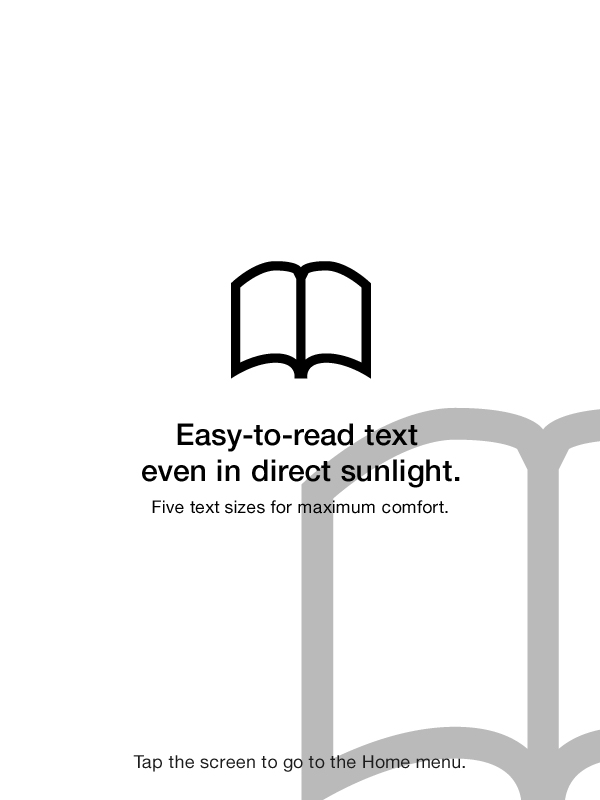 Easy-to-read text
even in direct sunlight.
Five text sizes for maximum comfort.
Tap the screen to go to the Home menu.